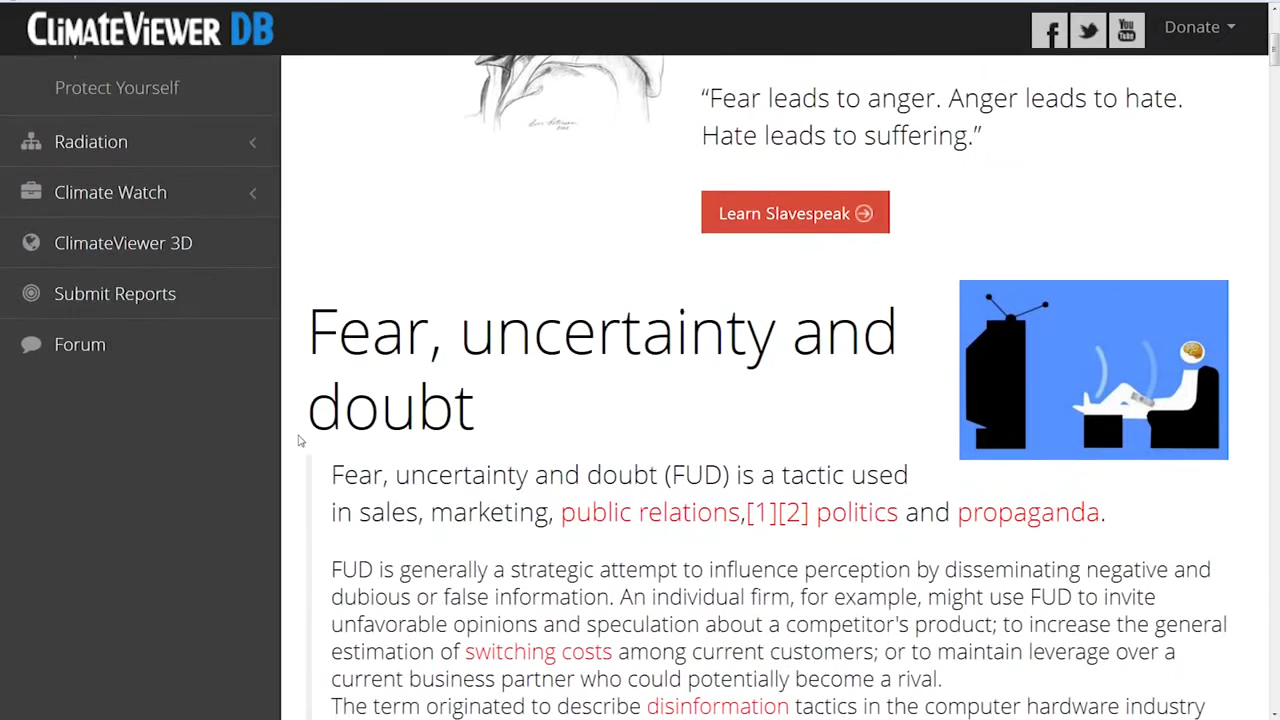 CLiMATEViEWER DB
f
You
Tube
Donate
Protect Yourself
Radiation
Climate Watch
ClimateViewer 3D
Submit Reports
Forum
“Fear leads to anger. Anger leads to hate.
Hate leads to suffering.”
Learn Slavespeak
Fear, uncertainty and
doubt
Fear, uncertainty and doubt (FUD) is a tactic used
in sales, marketing, public relations,[1][2] politics and propaganda.
FUD is generally a strategic attempt to influence perception by disseminating negative and
dubious or false information. An individual firm, for example, might use FUD to invite
unfavorable opinions and speculation about a competitor's product; to increase the general
estimation of switching costs among current customers; or to maintain leverage over a
current business partner who could potentially become a rival.
The term originated to describe disinformation tactics in the computer hardware industry